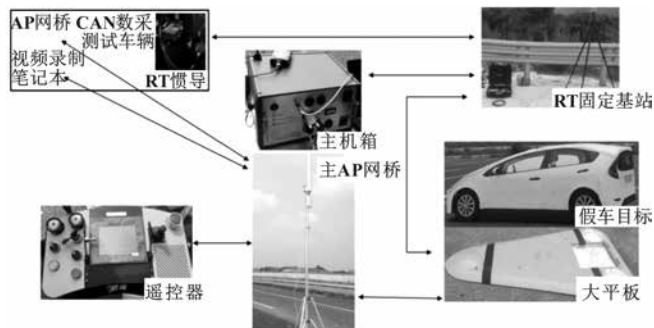 AP网桥 CAN数采
测试车辆
视频录制
笔记本
RT惯导
主机箱
RT固定基站
主AP网桥
假车目标
遥控器
大平板